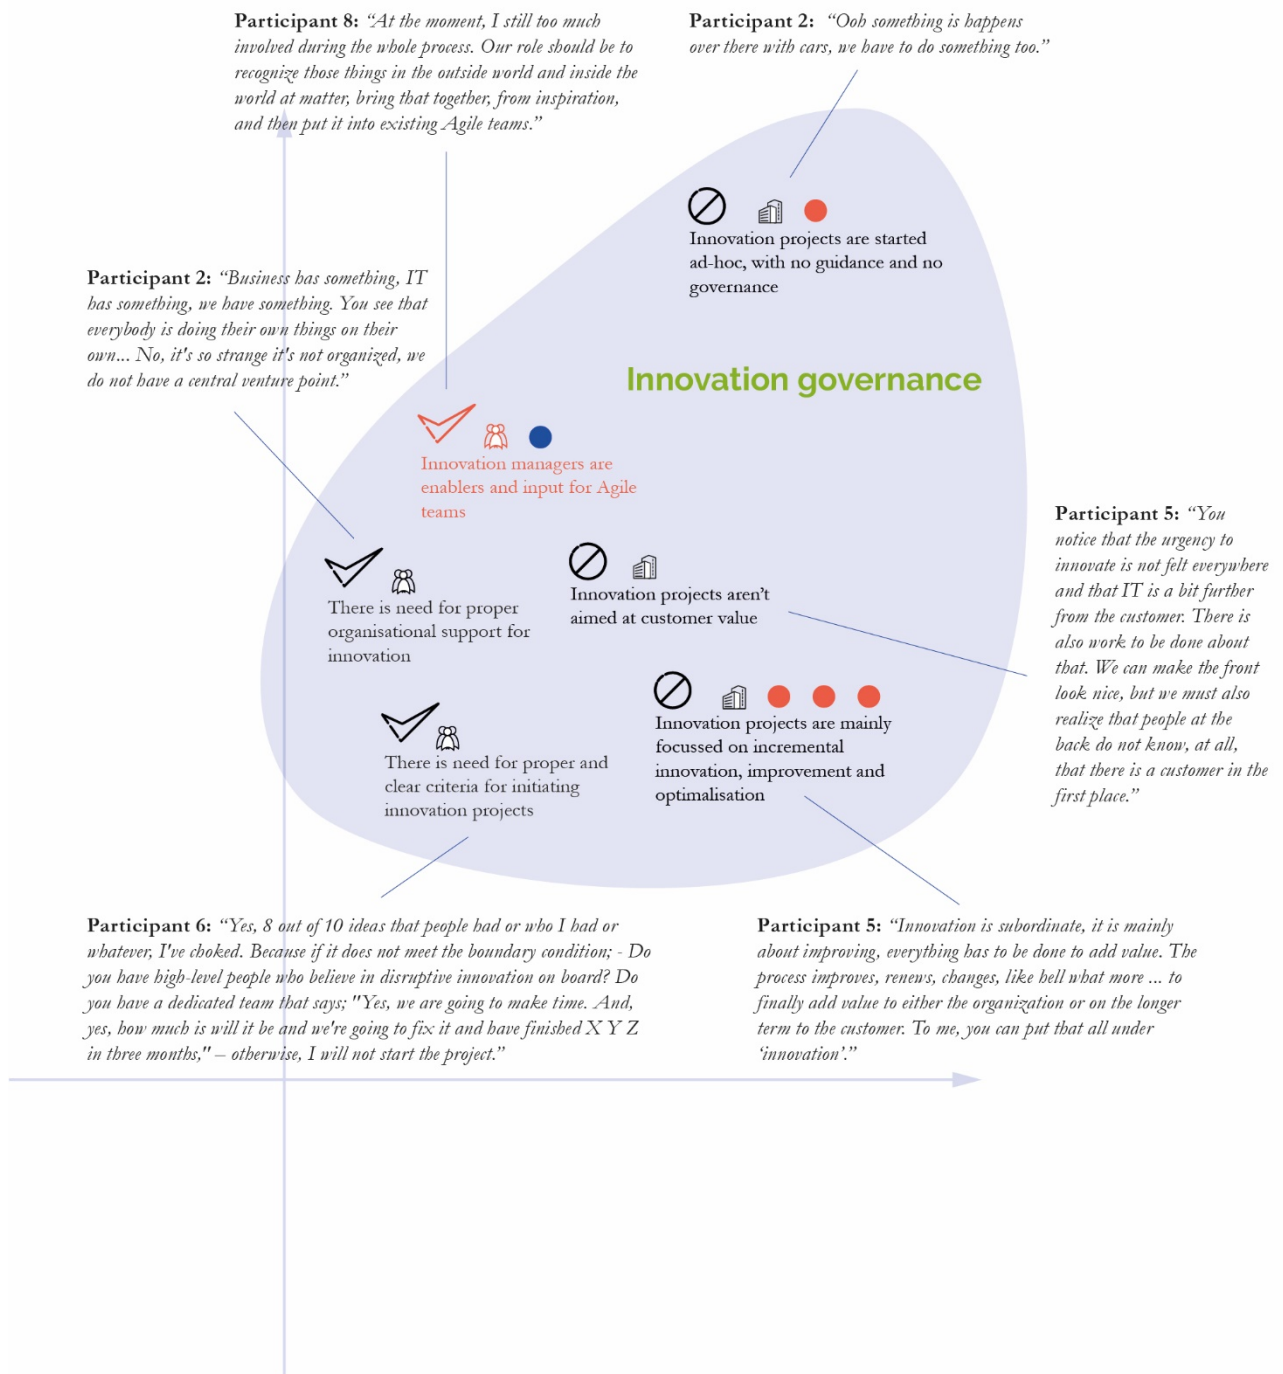 Participant 8: “At the moment, I still too much
involved during the whole process. Our role should be to
recognize those things in the outside world and inside the
world at matter, bring that together, from inspiration,
and then put it into existing Agile teams.”
Participant 2: “Ooh something is happens
over there with cars, we have to do something too.”
Innovation projects are started
ad-hoc, with no guidance and no
governance
Participant 2: “Business has something, IT
has something, we have something. You see that
everybody is doing their own things on their
own... No, it's so strange it's not organized, we
do not have a central venture point.”
Innovation governance
Innovation managers are
enablers and input for Agile
teams
There is need for proper
organisational support for
innovation
Innovation projects aren’t
aimed at customer value
Participant 5: “You
notice that the urgency to
innovate is not felt everywhere
and that IT is a bit further
from the customer. There is
also work to be done about
that. We can make the front
look nice, but we must also
realize that people at the
back do not know, at all,
that there is a customer in the
first place.”
There is need for proper and
clear criteria for initiating
innovation projects
Innovation projects are mainly
focussed on incremental
innovation, improvement and
optimalisation
Participant 6: “Yes, 8 out of 10 ideas that people had or who I had or
whatever, I've choked. Because if it does not meet the boundary condition; - Do
you have high-level people who believe in disruptive innovation on board? Do
you have a dedicated team that says; "Yes, we are going to make time. And,
yes, how much is will it be and we're going to fix it and have finished X Y Z
in three months," – otherwise, I will not start the project.”
Participant 5: “Innovation is subordinate, it is mainly
about improving, everything has to be done to add value. The
process improves, renews, changes, like hell what more ... to
finally add value to either the organization or on the longer
term to the customer. To me, you can put that all under
‘innovation’.”